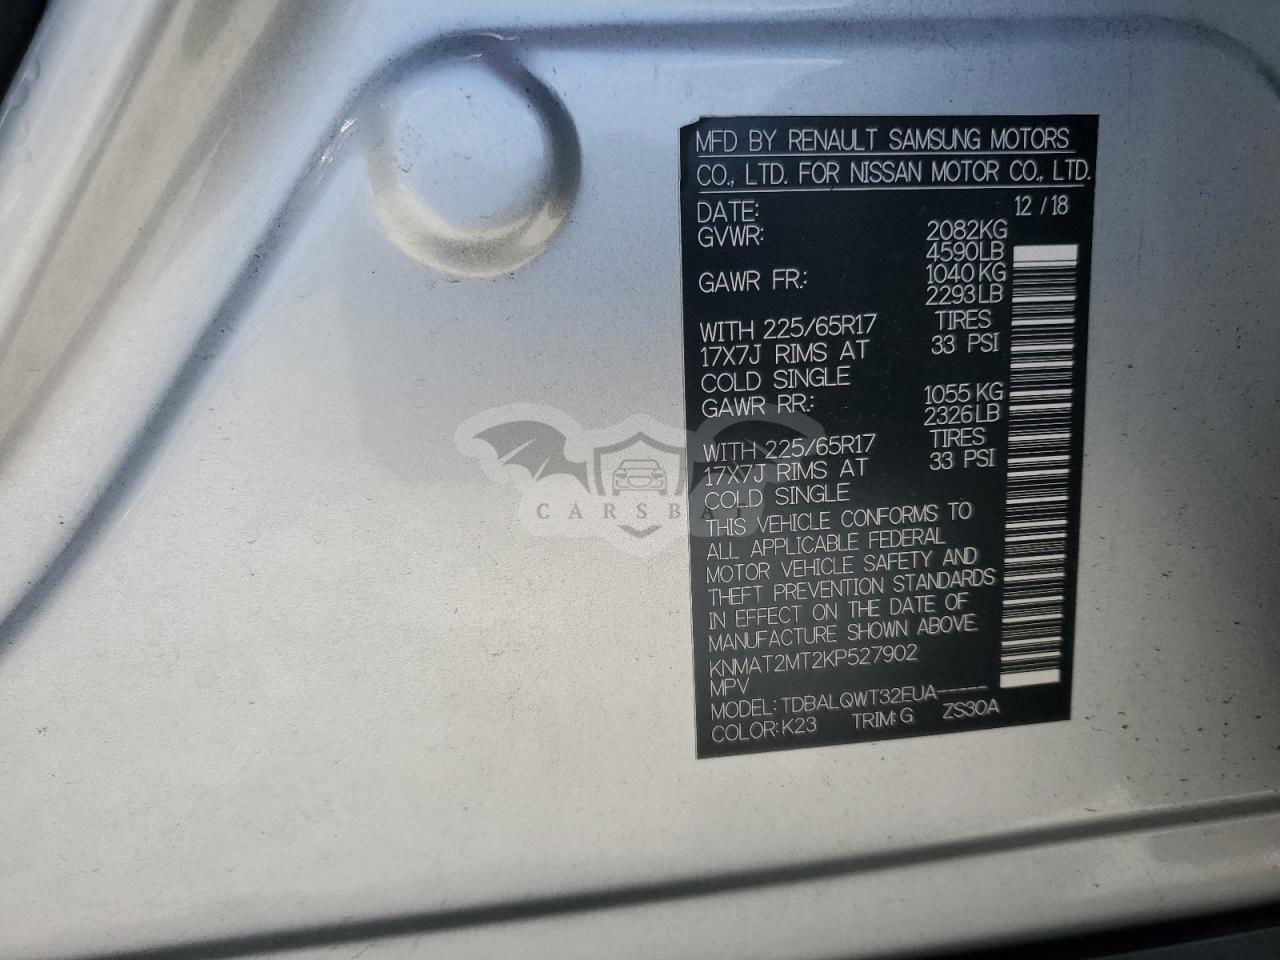 MFD BY RENAULT SAMSUNG MOTORS
CO., LTD. FOR NISSAN MOTOR CO., LTD.
DATE: 12 / 18
GVWR: 2082KG
4590LB
GAWR FR.: 1040KG
2293LB
WITH 225/65R17 TIRES
17X7J RIMS AT 33 PSI
COLD SINGLE
GAWR RR.: 1055KG
2326LB
WITH 225/65R17 TIRES
17X7J RIMS AT 33 PSI
COLD SINGLE
THIS VEHICLE CONFORMS TO
ALL APPLICABLE FEDERAL
MOTOR VEHICLE SAFETY AND
THEFT PREVENTION STANDARDS
IN EFFECT ON THE DATE OF
MANUFACTURE SHOWN ABOVE.
KNMAT2MT2KP527902
MPV
MODEL: TDBALQWT32EUA-----
COLOR: K23 TRIM: G ZS30A
CARSBAT